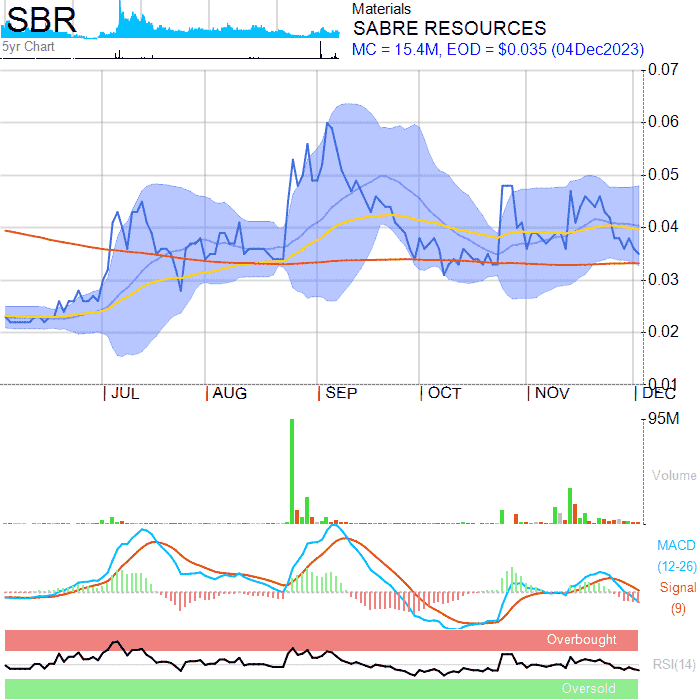 SBR
5yr Chart
Materials
SABRE RESOURCES
MC = 15.4M, EOD = $0.035 (04Dec2023)
0.07
0.06
0.05
0.04
0.03
0.02
0.01
JUL AUG SEP OCT NOV DEC
95M
Volume
MACD
(12-26)
Signal
(9)
Overbought
RSI(14)
Oversold